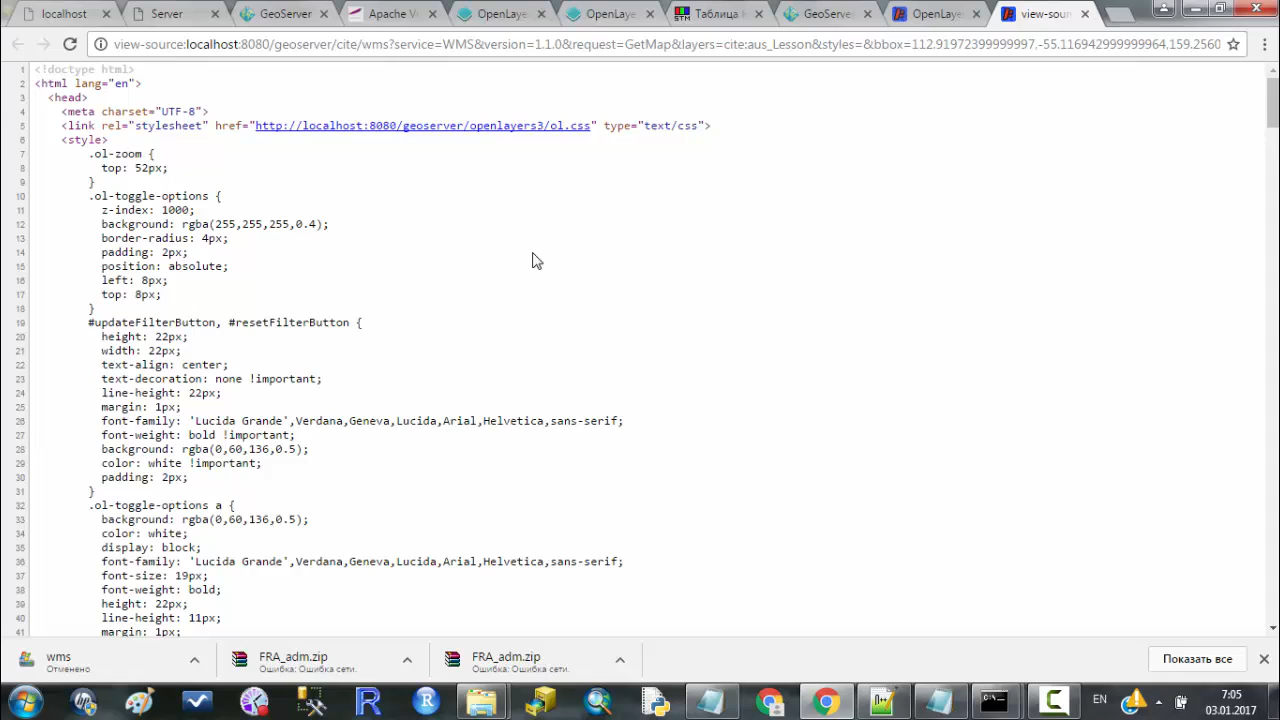 localhost
Server
GeoServer
Apache
OpenLaye
OpenLaye
Таблица
GeoServe
OpenLay
view-sour
view-source:localhost:8080/geoserver/cite/wms?service=WMS&version=1.1.0&request=GetMap&layers=cite:aus_Lesson&styles=&bbox=112.91972399999997,-55.116942999999964,159.2560
1 <!doctype html>
2 <html lang="en">
3 <head>
4 <meta charset="UTF-8">
5 <link rel="stylesheet" href="http://localhost:8080/geoserver/openlayers3/ol.css" type="text/css">
6 <style>
7 .ol-zoom {
8 top: 52px;
9 }
10 .ol-toggle-options {
11 z-index: 1000;
12 background: rgba(255,255,255,0.4);
13 border-radius: 4px;
14 padding: 2px;
15 position: absolute;
16 left: 8px;
17 top: 8px;
18 }
19 #updateFilterButton, #resetFilterButton {
20 height: 22px;
21 width: 22px;
22 text-align: center;
23 text-decoration: none !important;
24 line-height: 22px;
25 margin: 1px;
26 font-family: 'Lucida Grande',Verdana,Geneva,Lucida,Arial,Helvetica,sans-serif;
27 font-weight: bold !important;
28 background: rgba(0,60,136,0.5);
29 color: white !important;
30 padding: 2px;
31 }
32 .ol-toggle-options a {
33 background: rgba(0,60,136,0.5);
34 color: white;
35 display: block;
36 font-family: 'Lucida Grande',Verdana,Geneva,Lucida,Arial,Helvetica,sans-serif;
37 font-size: 19px;
38 font-weight: bold;
39 height: 22px;
40 line-height: 11px;
41 margin: 1px;
wms
Отменено
FRA_adm.zip
Ошибка: Ошибка сети.
FRA_adm.zip
Ошибка: Ошибка сети.
Показать все
EN
7:05
03.01.2017